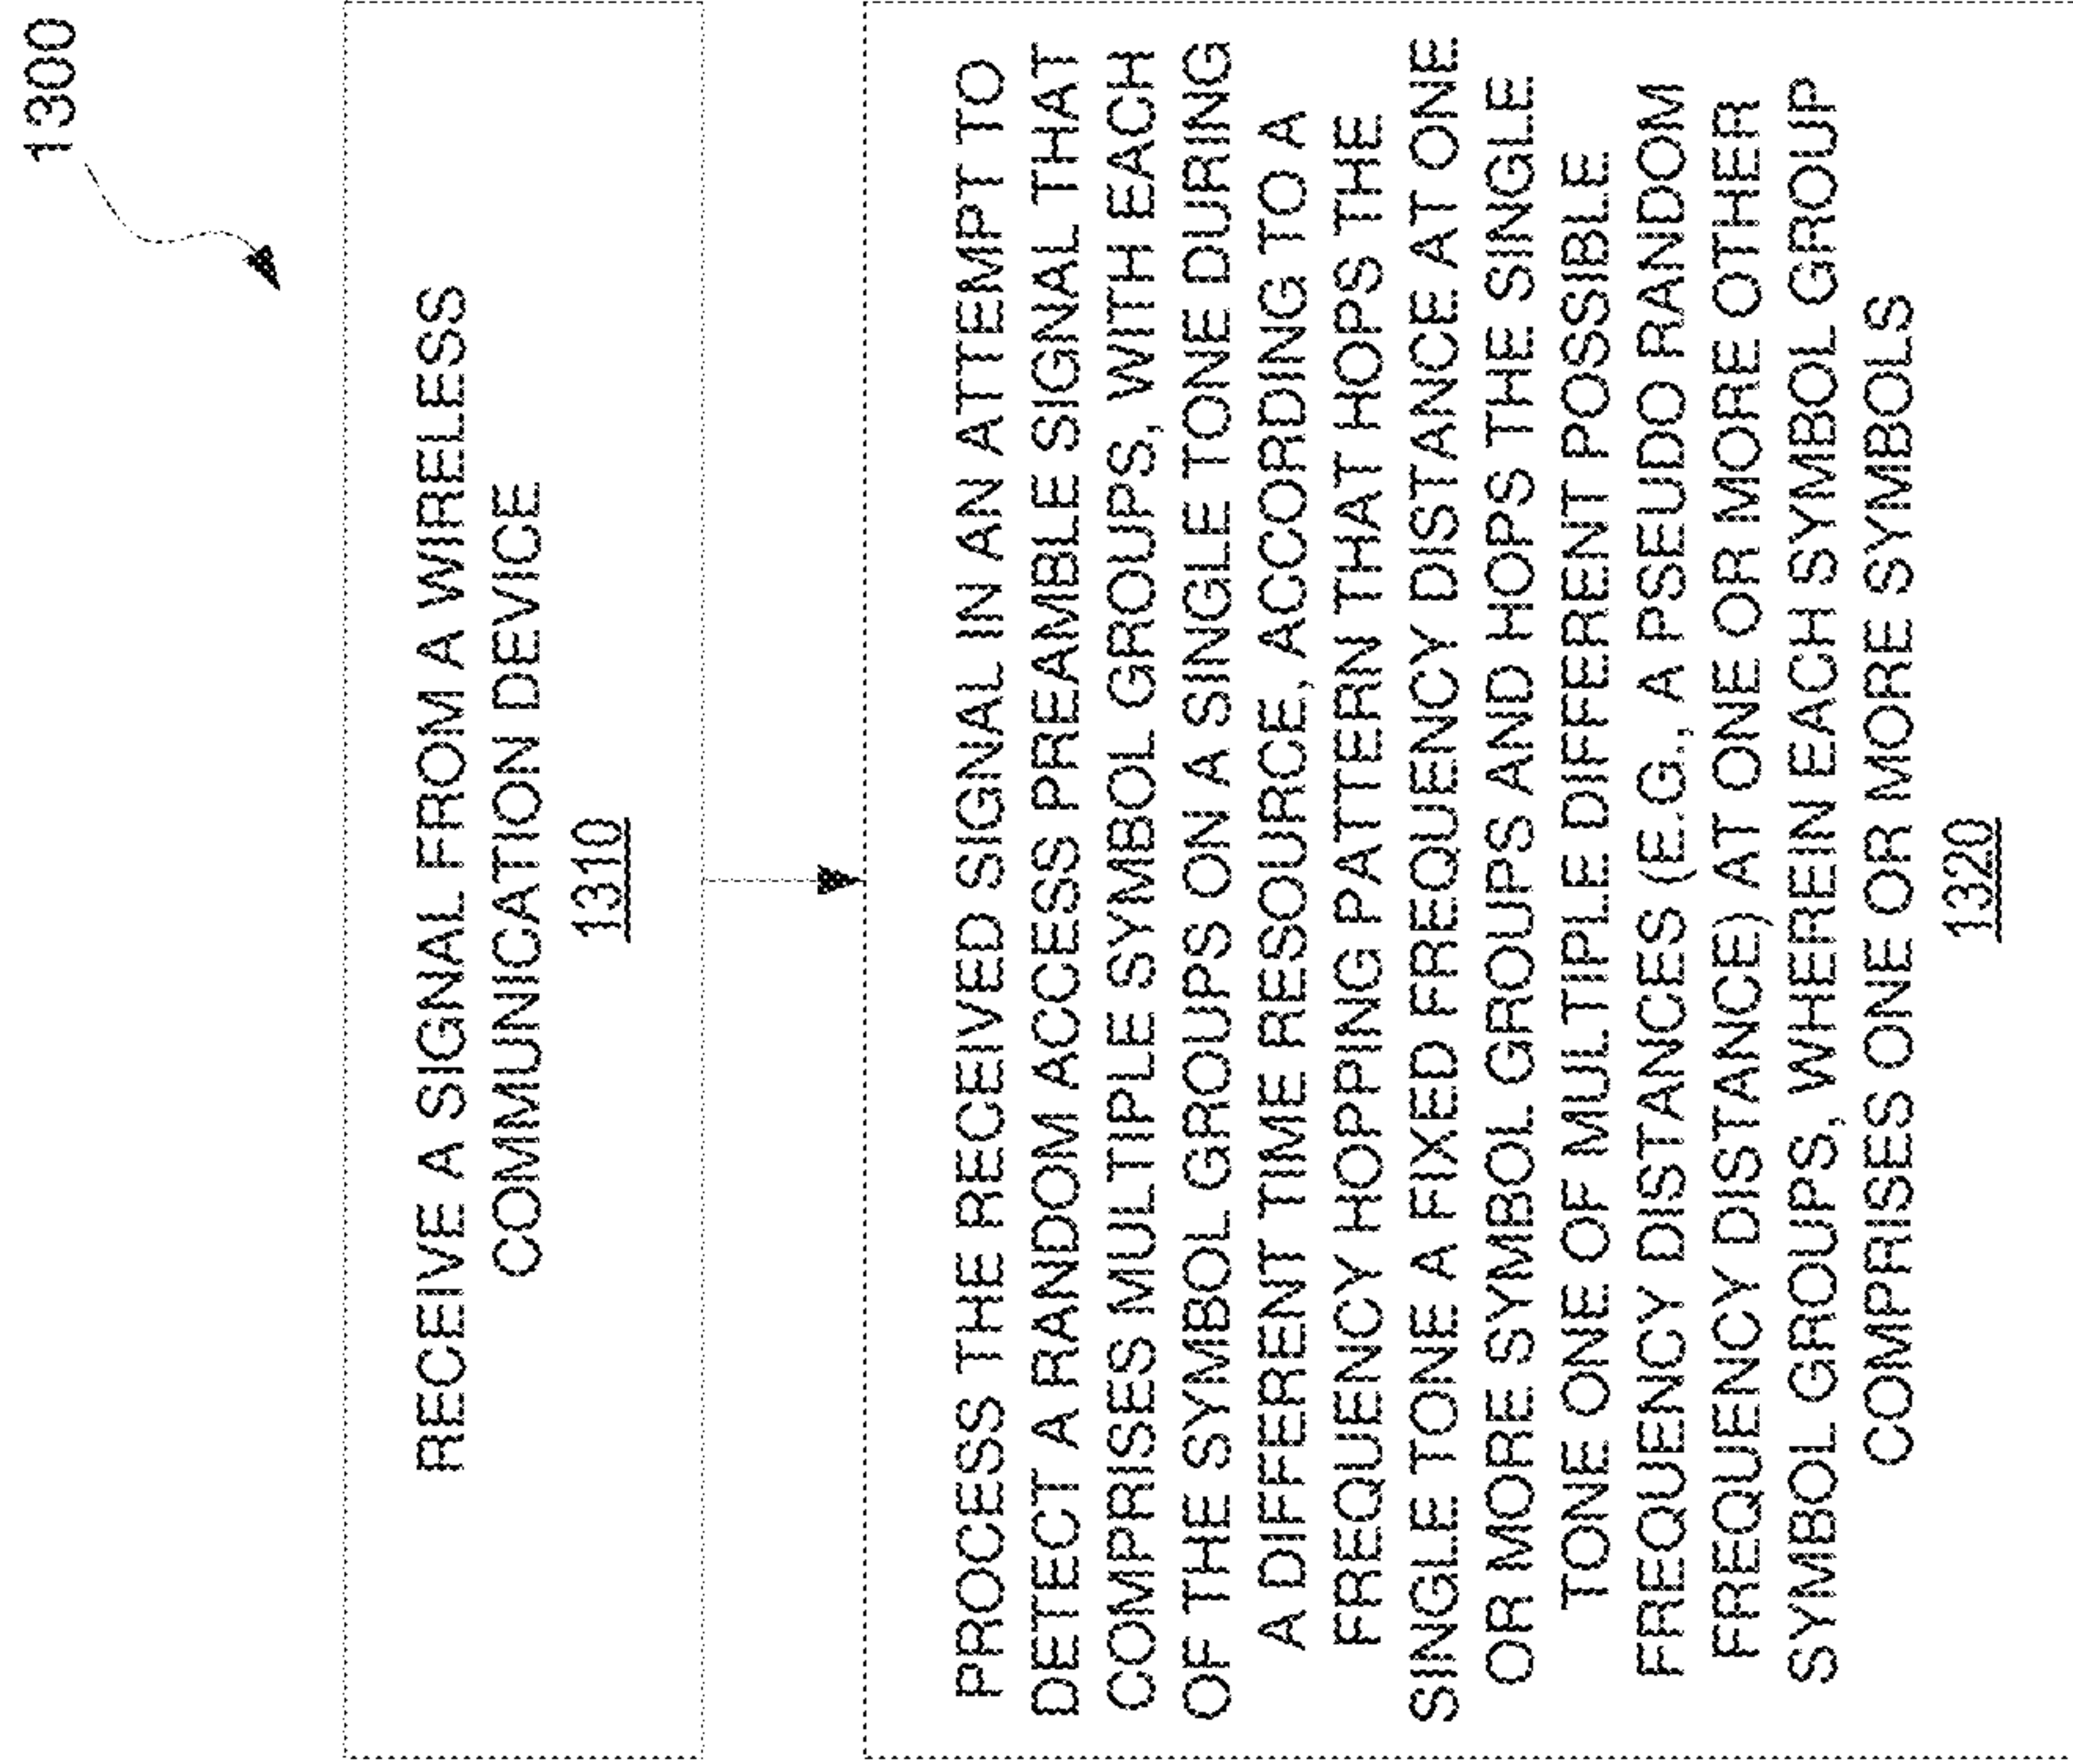 1300
RECEIVE A SIGNAL FROM A WIRELESS
COMMUNICATION DEVICE
1310
PROCESS THE RECEIVED SIGNAL IN AN ATTEMPT TO
DETECT A RANDOM ACCESS PREAMBLE SIGNAL THAT
COMPRISES MULTIPLE SYMBOL GROUPS, WITH EACH
OF THE SYMBOL GROUPS ON A SINGLE TONE DURING
A DIFFERENT TIME RESOURCE, ACCORDING TO A
FREQUENCY HOPPING PATTERN THAT HOPS THE
SINGLE TONE A FIXED FREQUENCY DISTANCE AT ONE
OR MORE SYMBOL GROUPS AND HOPS THE SINGLE
TONE ONE OF MULTIPLE DIFFERENT POSSIBLE
FREQUENCY DISTANCES (E.G., A PSEUDO RANDOM
FREQUENCY DISTANCE) AT ONE OR MORE OTHER
SYMBOL GROUPS, WHEREIN EACH SYMBOL GROUP
COMPRISES ONE OR MORE SYMBOLS
1320